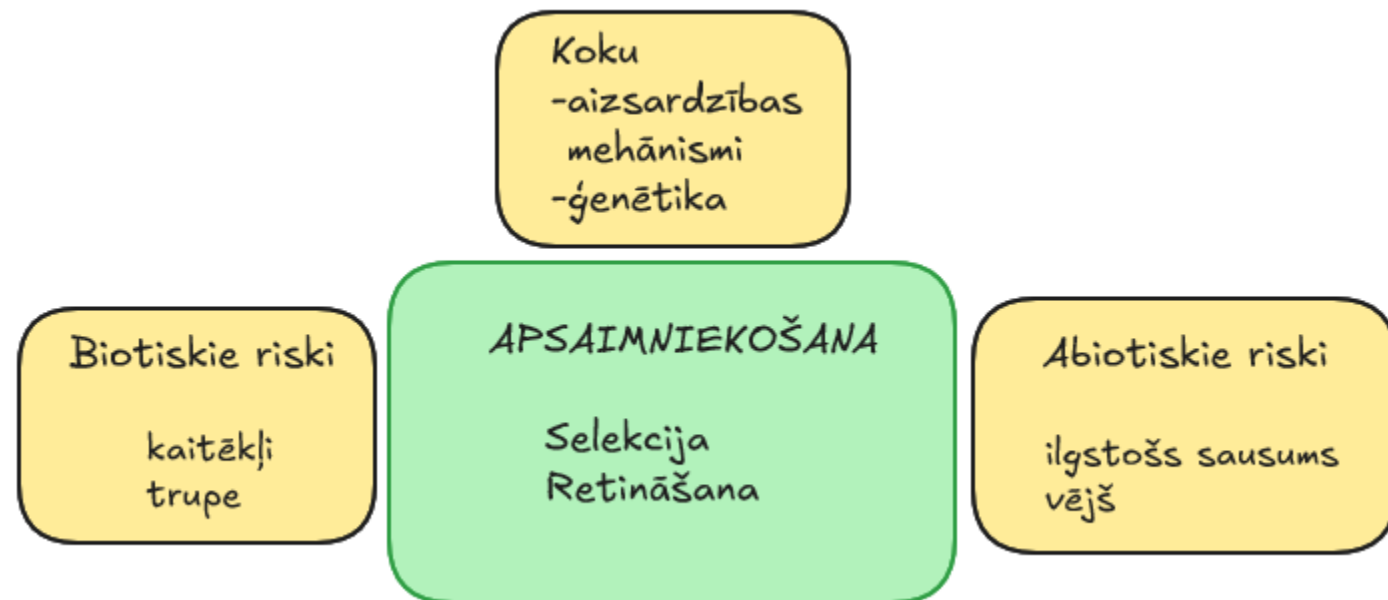 Koku
-aizsardzības
mehānismi
-ģenētika
Biotiskie riski
kaitēkļi
trupe
APSAIMNIEKOŠANA
Selekcija
Retināšana
Abiotiskie riski
ilgstošs sausums
vējš